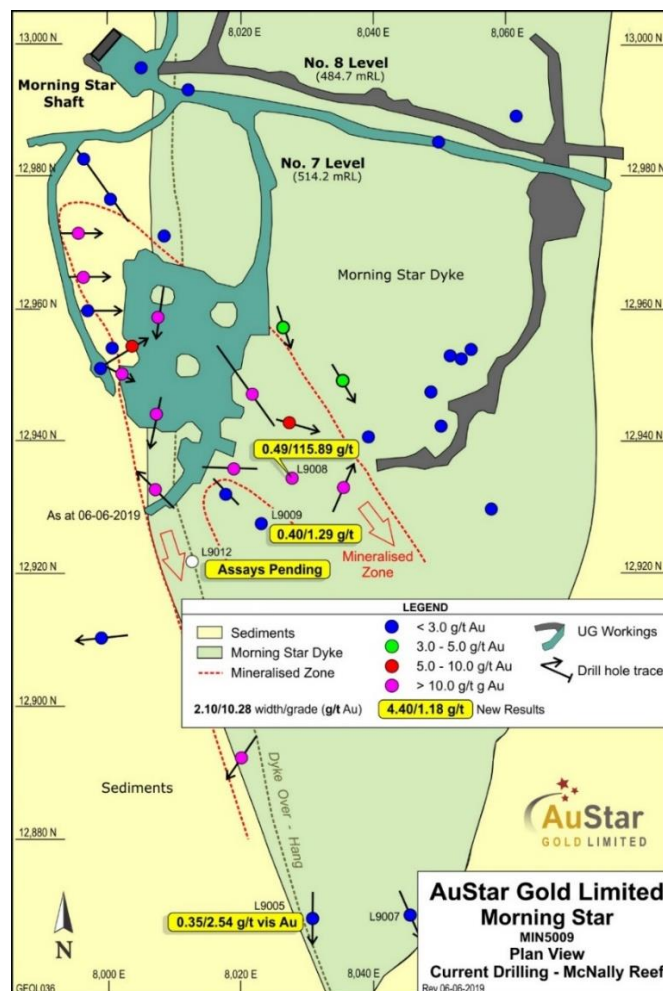 13,000 N
8,020 E
8,040 E
8,060 E
13,000 N
No. 8 Level
(484.7 mRL)
Morning Star
Shaft
12,980 N
12,980 N
No. 7 Level
(514.2 mRL)
Morning Star Dyke
12,960 N
12,960 N
12,940 N
12,940 N
0.49/115.89 g/t
L9008
As at 06-06-2019
L9009
0.40/1.29 g/t
Mineralised
Zone
L9012
Assays Pending
12,920 N
12,920 N
LEGEND
Sediments
Morning Star Dyke
Mineralised Zone
< 3.0 g/t Au
3.0 - 5.0 g/t Au
5.0 - 10.0 g/t Au
> 10.0 g/t g Au
UG Workings
Drill hole trace
2.10/10.28 width/grade (g/t Au)
4.40/1.18 g/t
New Results
12,900 N
Sediments
Dyke Over - Hang
12,880 N
AuStar
GOLD LIMITED
L9005
0.35/2.54 g/t vis Au
L9007
AuStar Gold Limited
Morning Star
MIN5009
Plan View
Current Drilling - McNally Reef
Rev 06-06-2019
N
GEOL036
8,000 E
8,020 E
8,040 E